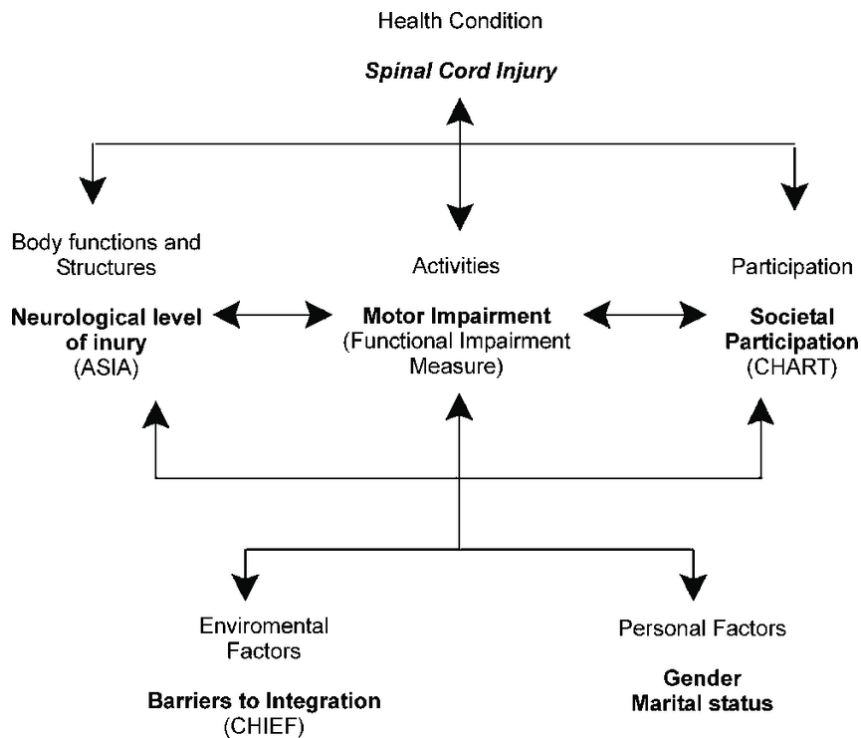 Health Condition
Spinal Cord Injury
Body functions and
Structures
Neurological level
of inury
(ASIA)
Activities
Motor Impairment
(Functional Impairment
Measure)
Participation
Societal
Participation
(CHART)
Enviromental
Factors
Barriers to Integration
(CHIEF)
Personal Factors
Gender
Marital status